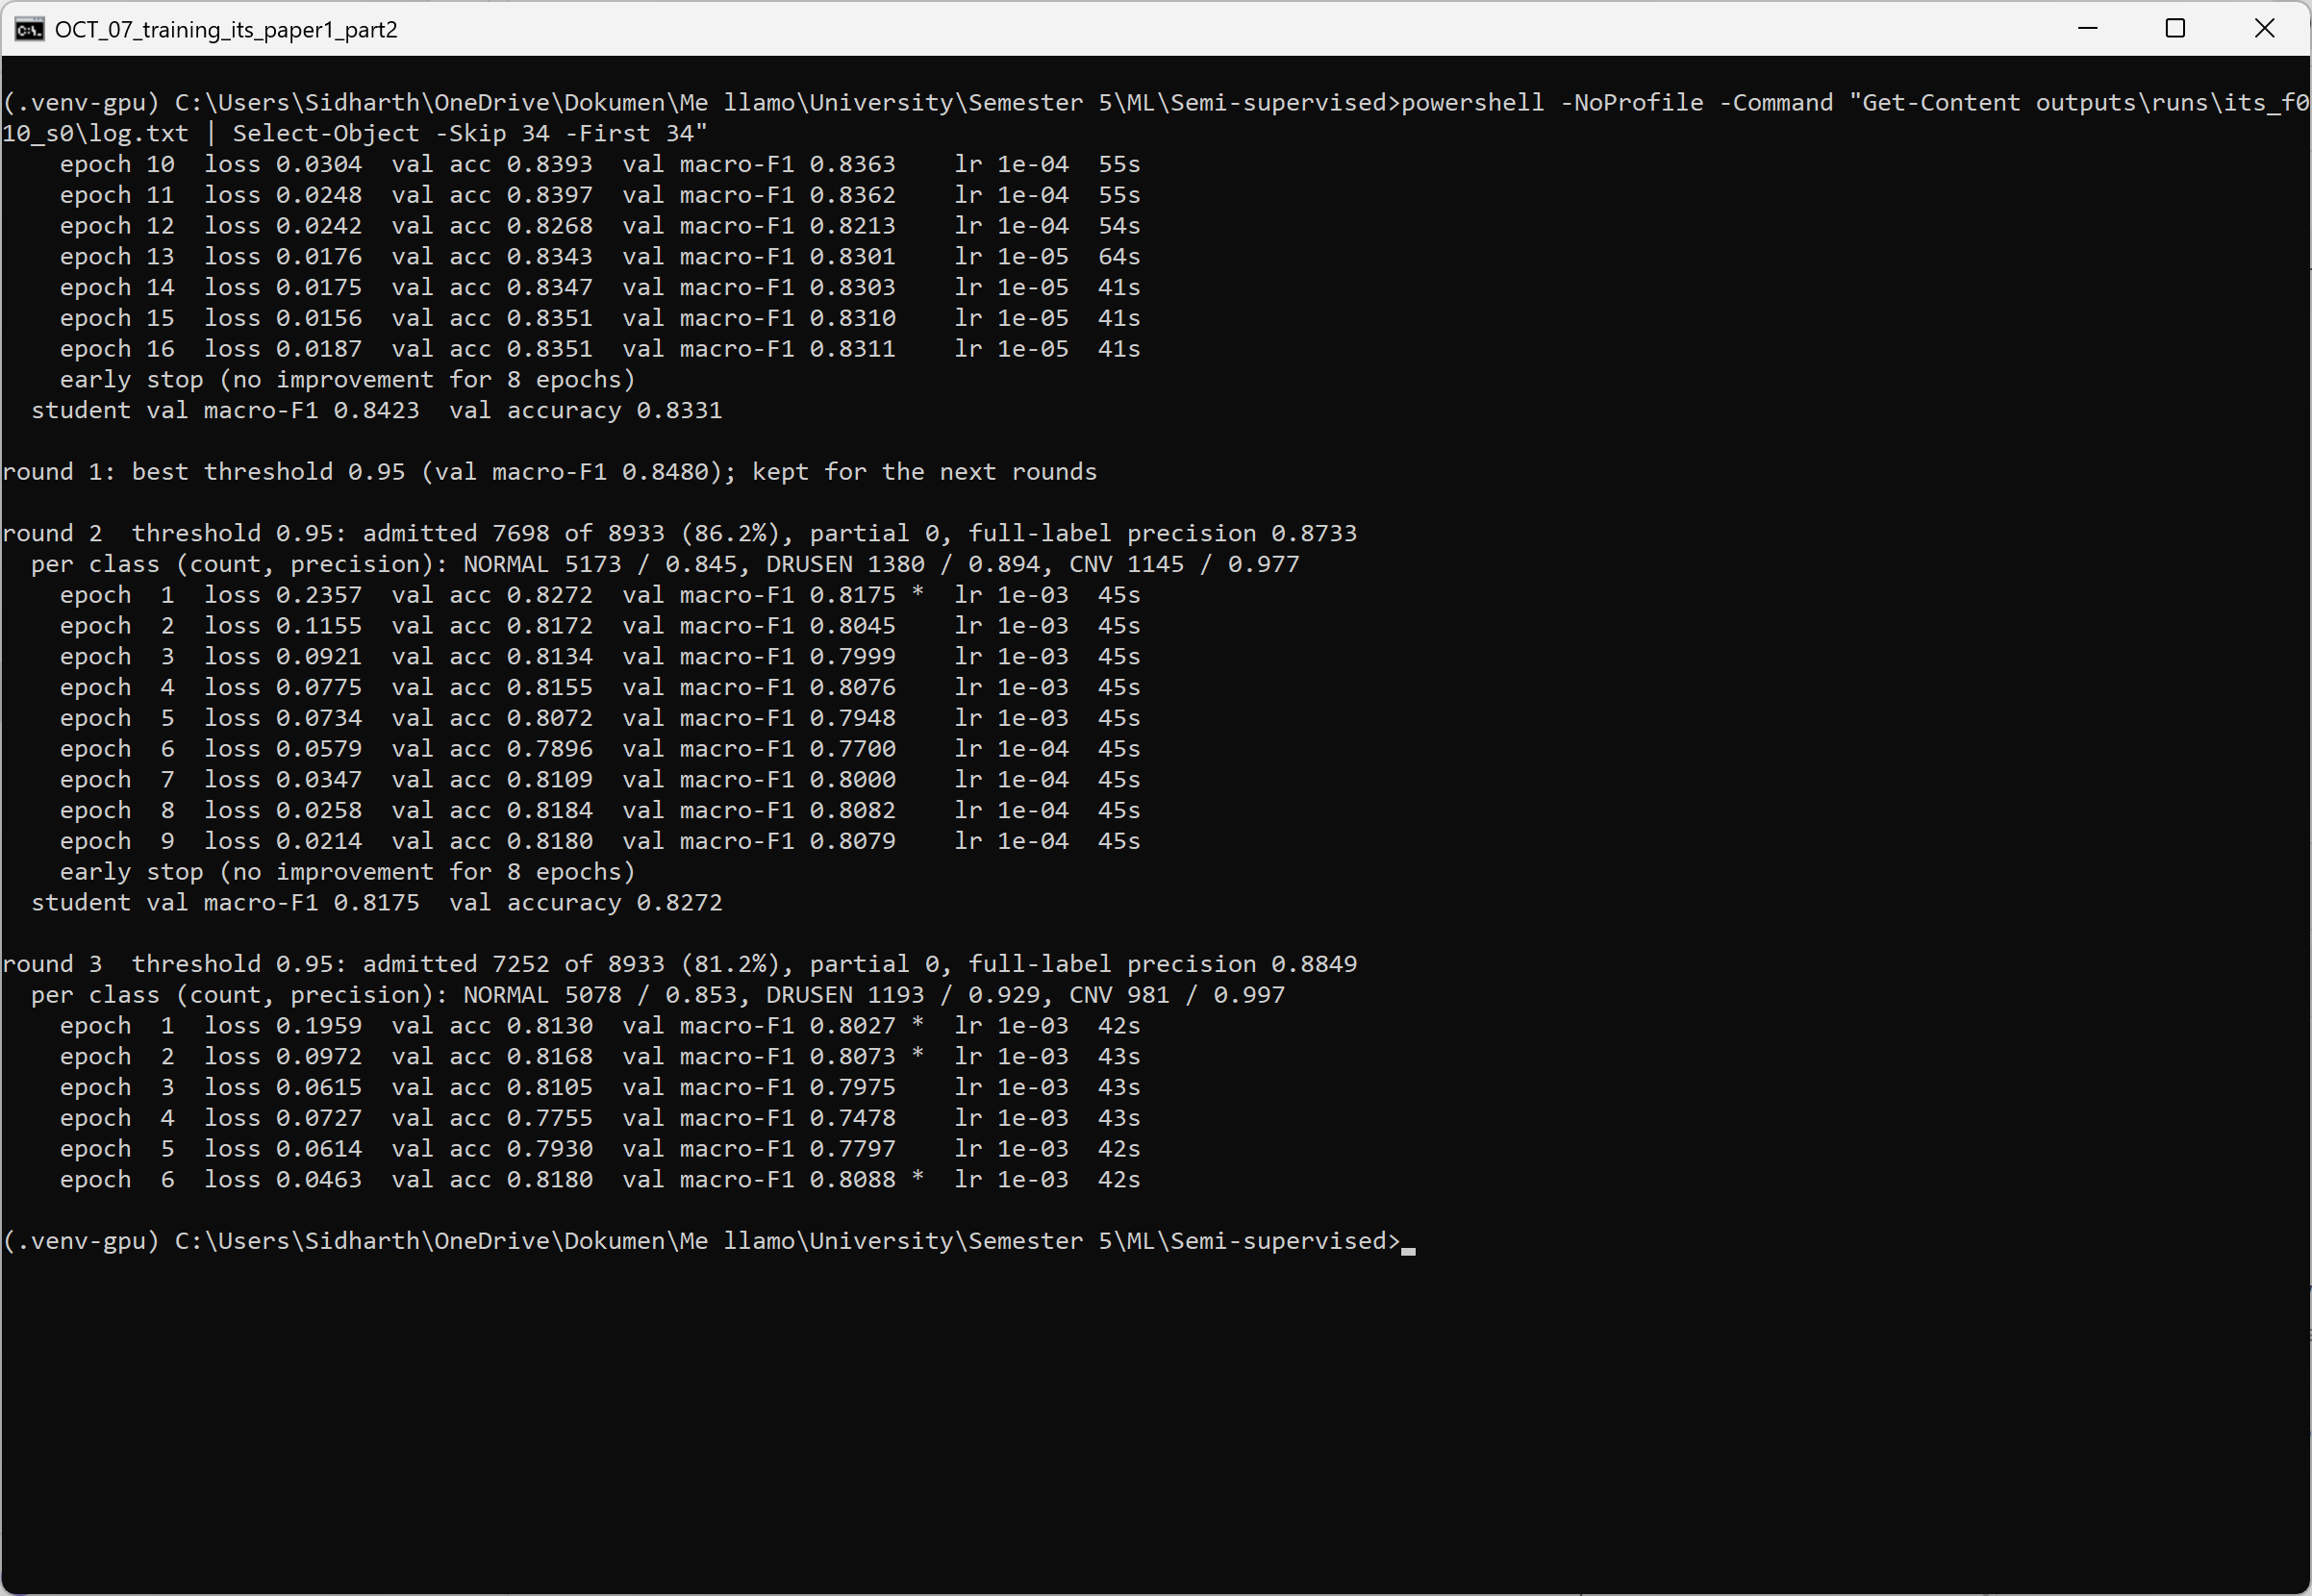 OCT_07_training_its_paper1_part2
(.venv-gpu) C:\Users\Sidharth\OneDrive\Dokumen\Me llamo\University\Semester 5\ML\Semi-supervised>powershell -NoProfile -Command "Get-Content outputs\runs\its_f0
10_s0\log.txt | Select-Object -Skip 34 -First 34"
    epoch 10  loss 0.0304  val acc 0.8393  val macro-F1 0.8363    lr 1e-04  55s
    epoch 11  loss 0.0248  val acc 0.8397  val macro-F1 0.8362    lr 1e-04  55s
    epoch 12  loss 0.0242  val acc 0.8268  val macro-F1 0.8213    lr 1e-04  54s
    epoch 13  loss 0.0176  val acc 0.8343  val macro-F1 0.8301    lr 1e-05  64s
    epoch 14  loss 0.0175  val acc 0.8347  val macro-F1 0.8303    lr 1e-05  41s
    epoch 15  loss 0.0156  val acc 0.8351  val macro-F1 0.8310    lr 1e-05  41s
    epoch 16  loss 0.0187  val acc 0.8351  val macro-F1 0.8311    lr 1e-05  41s
    early stop (no improvement for 8 epochs)
  student val macro-F1 0.8423  val accuracy 0.8331
round 1: best threshold 0.95 (val macro-F1 0.8480); kept for the next rounds
round 2  threshold 0.95: admitted 7698 of 8933 (86.2%), partial 0, full-label precision 0.8733
  per class (count, precision): NORMAL 5173 / 0.845, DRUSEN 1380 / 0.894, CNV 1145 / 0.977
    epoch  1  loss 0.2357  val acc 0.8272  val macro-F1 0.8175 *  lr 1e-03  45s
    epoch  2  loss 0.1155  val acc 0.8172  val macro-F1 0.8045    lr 1e-03  45s
    epoch  3  loss 0.0921  val acc 0.8134  val macro-F1 0.7999    lr 1e-03  45s
    epoch  4  loss 0.0775  val acc 0.8155  val macro-F1 0.8076    lr 1e-03  45s
    epoch  5  loss 0.0734  val acc 0.8072  val macro-F1 0.7948    lr 1e-03  45s
    epoch  6  loss 0.0579  val acc 0.7896  val macro-F1 0.7700    lr 1e-04  45s
    epoch  7  loss 0.0347  val acc 0.8109  val macro-F1 0.8000    lr 1e-04  45s
    epoch  8  loss 0.0258  val acc 0.8184  val macro-F1 0.8082    lr 1e-04  45s
    epoch  9  loss 0.0214  val acc 0.8180  val macro-F1 0.8079    lr 1e-04  45s
    early stop (no improvement for 8 epochs)
  student val macro-F1 0.8175  val accuracy 0.8272
round 3  threshold 0.95: admitted 7252 of 8933 (81.2%), partial 0, full-label precision 0.8849
  per class (count, precision): NORMAL 5078 / 0.853, DRUSEN 1193 / 0.929, CNV 981 / 0.997
    epoch  1  loss 0.1959  val acc 0.8130  val macro-F1 0.8027 *  lr 1e-03  42s
    epoch  2  loss 0.0972  val acc 0.8168  val macro-F1 0.8073 *  lr 1e-03  43s
    epoch  3  loss 0.0615  val acc 0.8105  val macro-F1 0.7975    lr 1e-03  43s
    epoch  4  loss 0.0727  val acc 0.7755  val macro-F1 0.7478    lr 1e-03  43s
    epoch  5  loss 0.0614  val acc 0.7930  val macro-F1 0.7797    lr 1e-03  42s
    epoch  6  loss 0.0463  val acc 0.8180  val macro-F1 0.8088 *  lr 1e-03  42s
(.venv-gpu) C:\Users\Sidharth\OneDrive\Dokumen\Me llamo\University\Semester 5\ML\Semi-supervised>